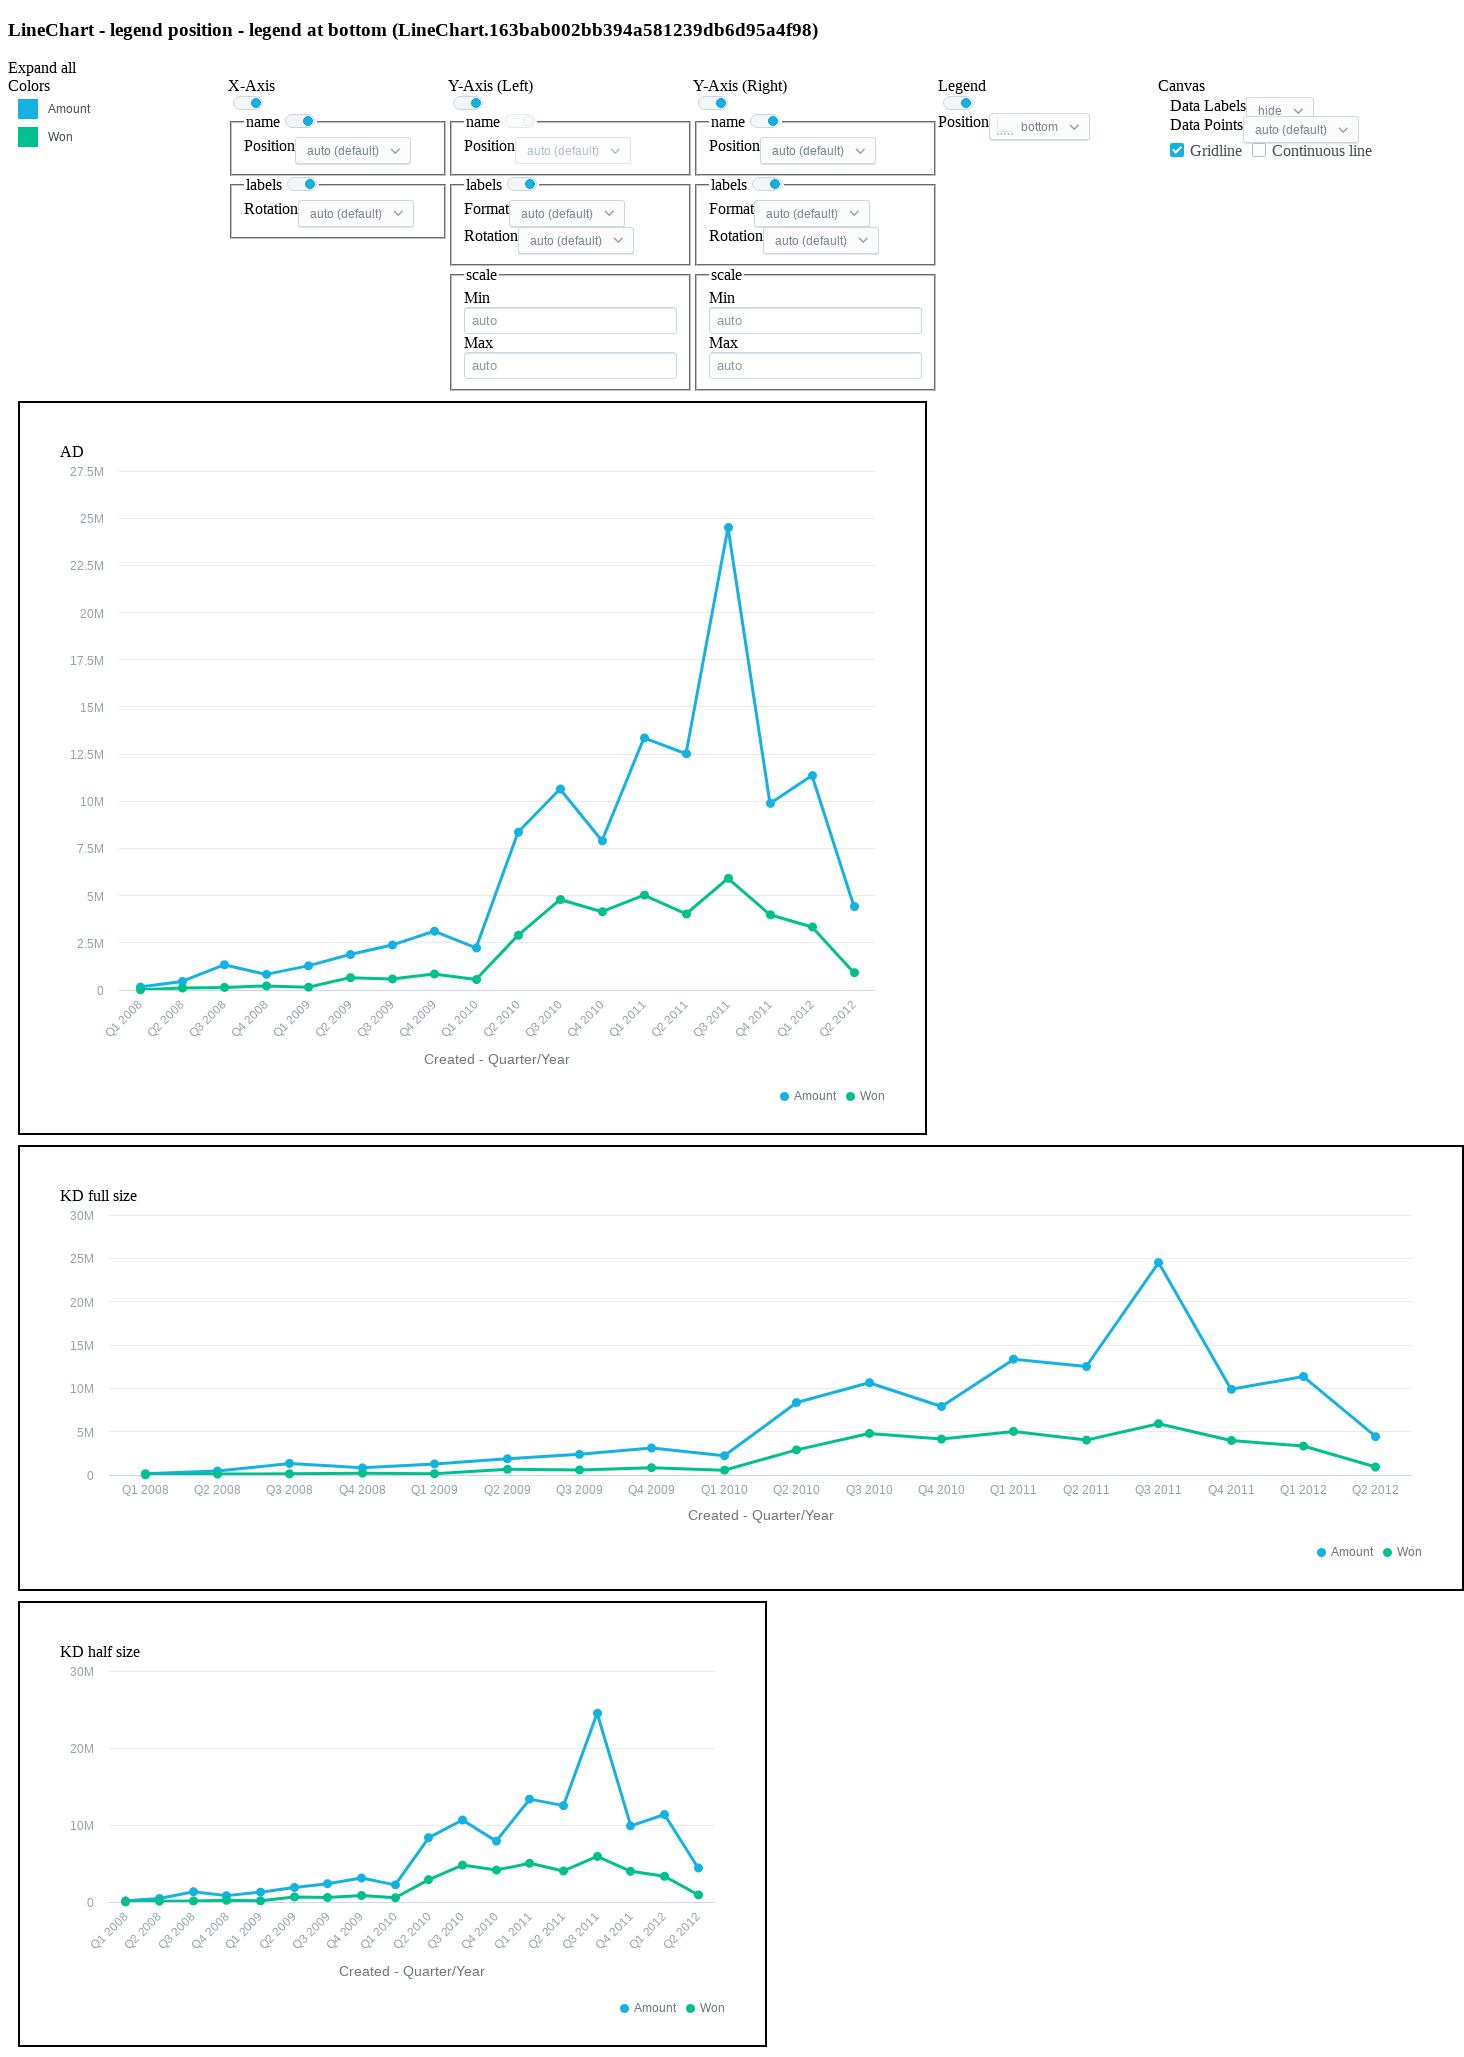 LineChart - legend position - legend at bottom (LineChart.163bab002bb394a581239db6d95a4f98)
Expand all
Colors
Amount
Won
X-Axis
name
Position auto (default)
labels
Rotation auto (default)
Y-Axis (Left)
name
Position auto (default)
labels
Format auto (default)
Rotation auto (default)
scale
Min
auto
Max
auto
Y-Axis (Right)
name
Position auto (default)
labels
Format auto (default)
Rotation auto (default)
scale
Min
auto
Max
auto
Legend
Position bottom
Canvas
Data Labels hide
Data Points auto (default)
Gridline Continuous line
AD
27.5M
25M
22.5M
20M
17.5M
15M
12.5M
10M
7.5M
5M
2.5M
0
Q1 2008 Q2 2008 Q3 2008 Q4 2008 Q1 2009 Q2 2009 Q3 2009 Q4 2009 Q1 2010 Q2 2010 Q3 2010 Q4 2010 Q1 2011 Q2 2011 Q3 2011 Q4 2011 Q1 2012 Q2 2012
Created - Quarter/Year
Amount Won
KD full size
30M
25M
20M
15M
10M
5M
0
Q1 2008 Q2 2008 Q3 2008 Q4 2008 Q1 2009 Q2 2009 Q3 2009 Q4 2009 Q1 2010 Q2 2010 Q3 2010 Q4 2010 Q1 2011 Q2 2011 Q3 2011 Q4 2011 Q1 2012 Q2 2012
Created - Quarter/Year
Amount Won
KD half size
30M
20M
10M
0
Q1 2008 Q2 2008 Q3 2008 Q4 2008 Q1 2009 Q2 2009 Q3 2009 Q4 2009 Q1 2010 Q2 2010 Q3 2010 Q4 2010 Q1 2011 Q2 2011 Q3 2011 Q4 2011 Q1 2012 Q2 2012
Created - Quarter/Year
Amount Won